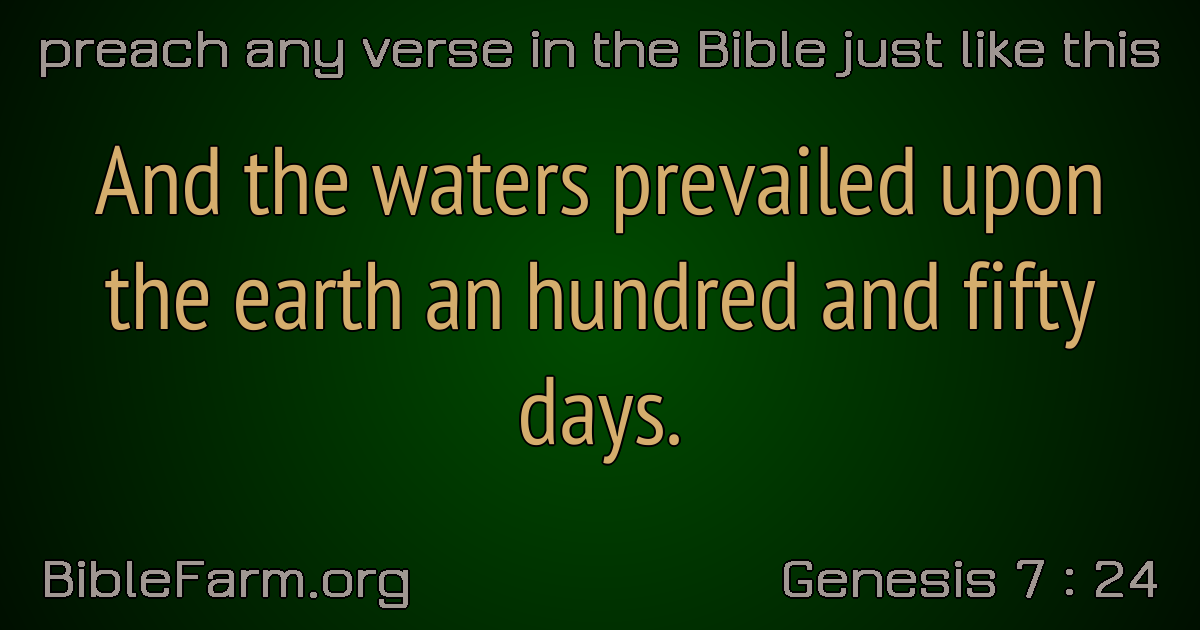 preach any verse in the Bible just like this
And the waters prevailed upon
the earth an hundred and fifty
days.
BibleFarm.org
Genesis 7 : 24